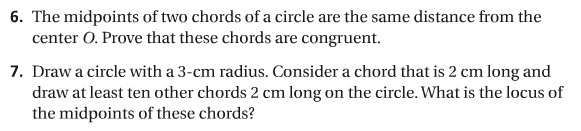 6. The midpoints of two chords of a circle are the same distance from the
center O. Prove that these chords are congruent.
7. Draw a circle with a 3-cm radius. Consider a chord that is 2 cm long and
draw at least ten other chords 2 cm long on the circle. What is the locus of
the midpoints of these chords?